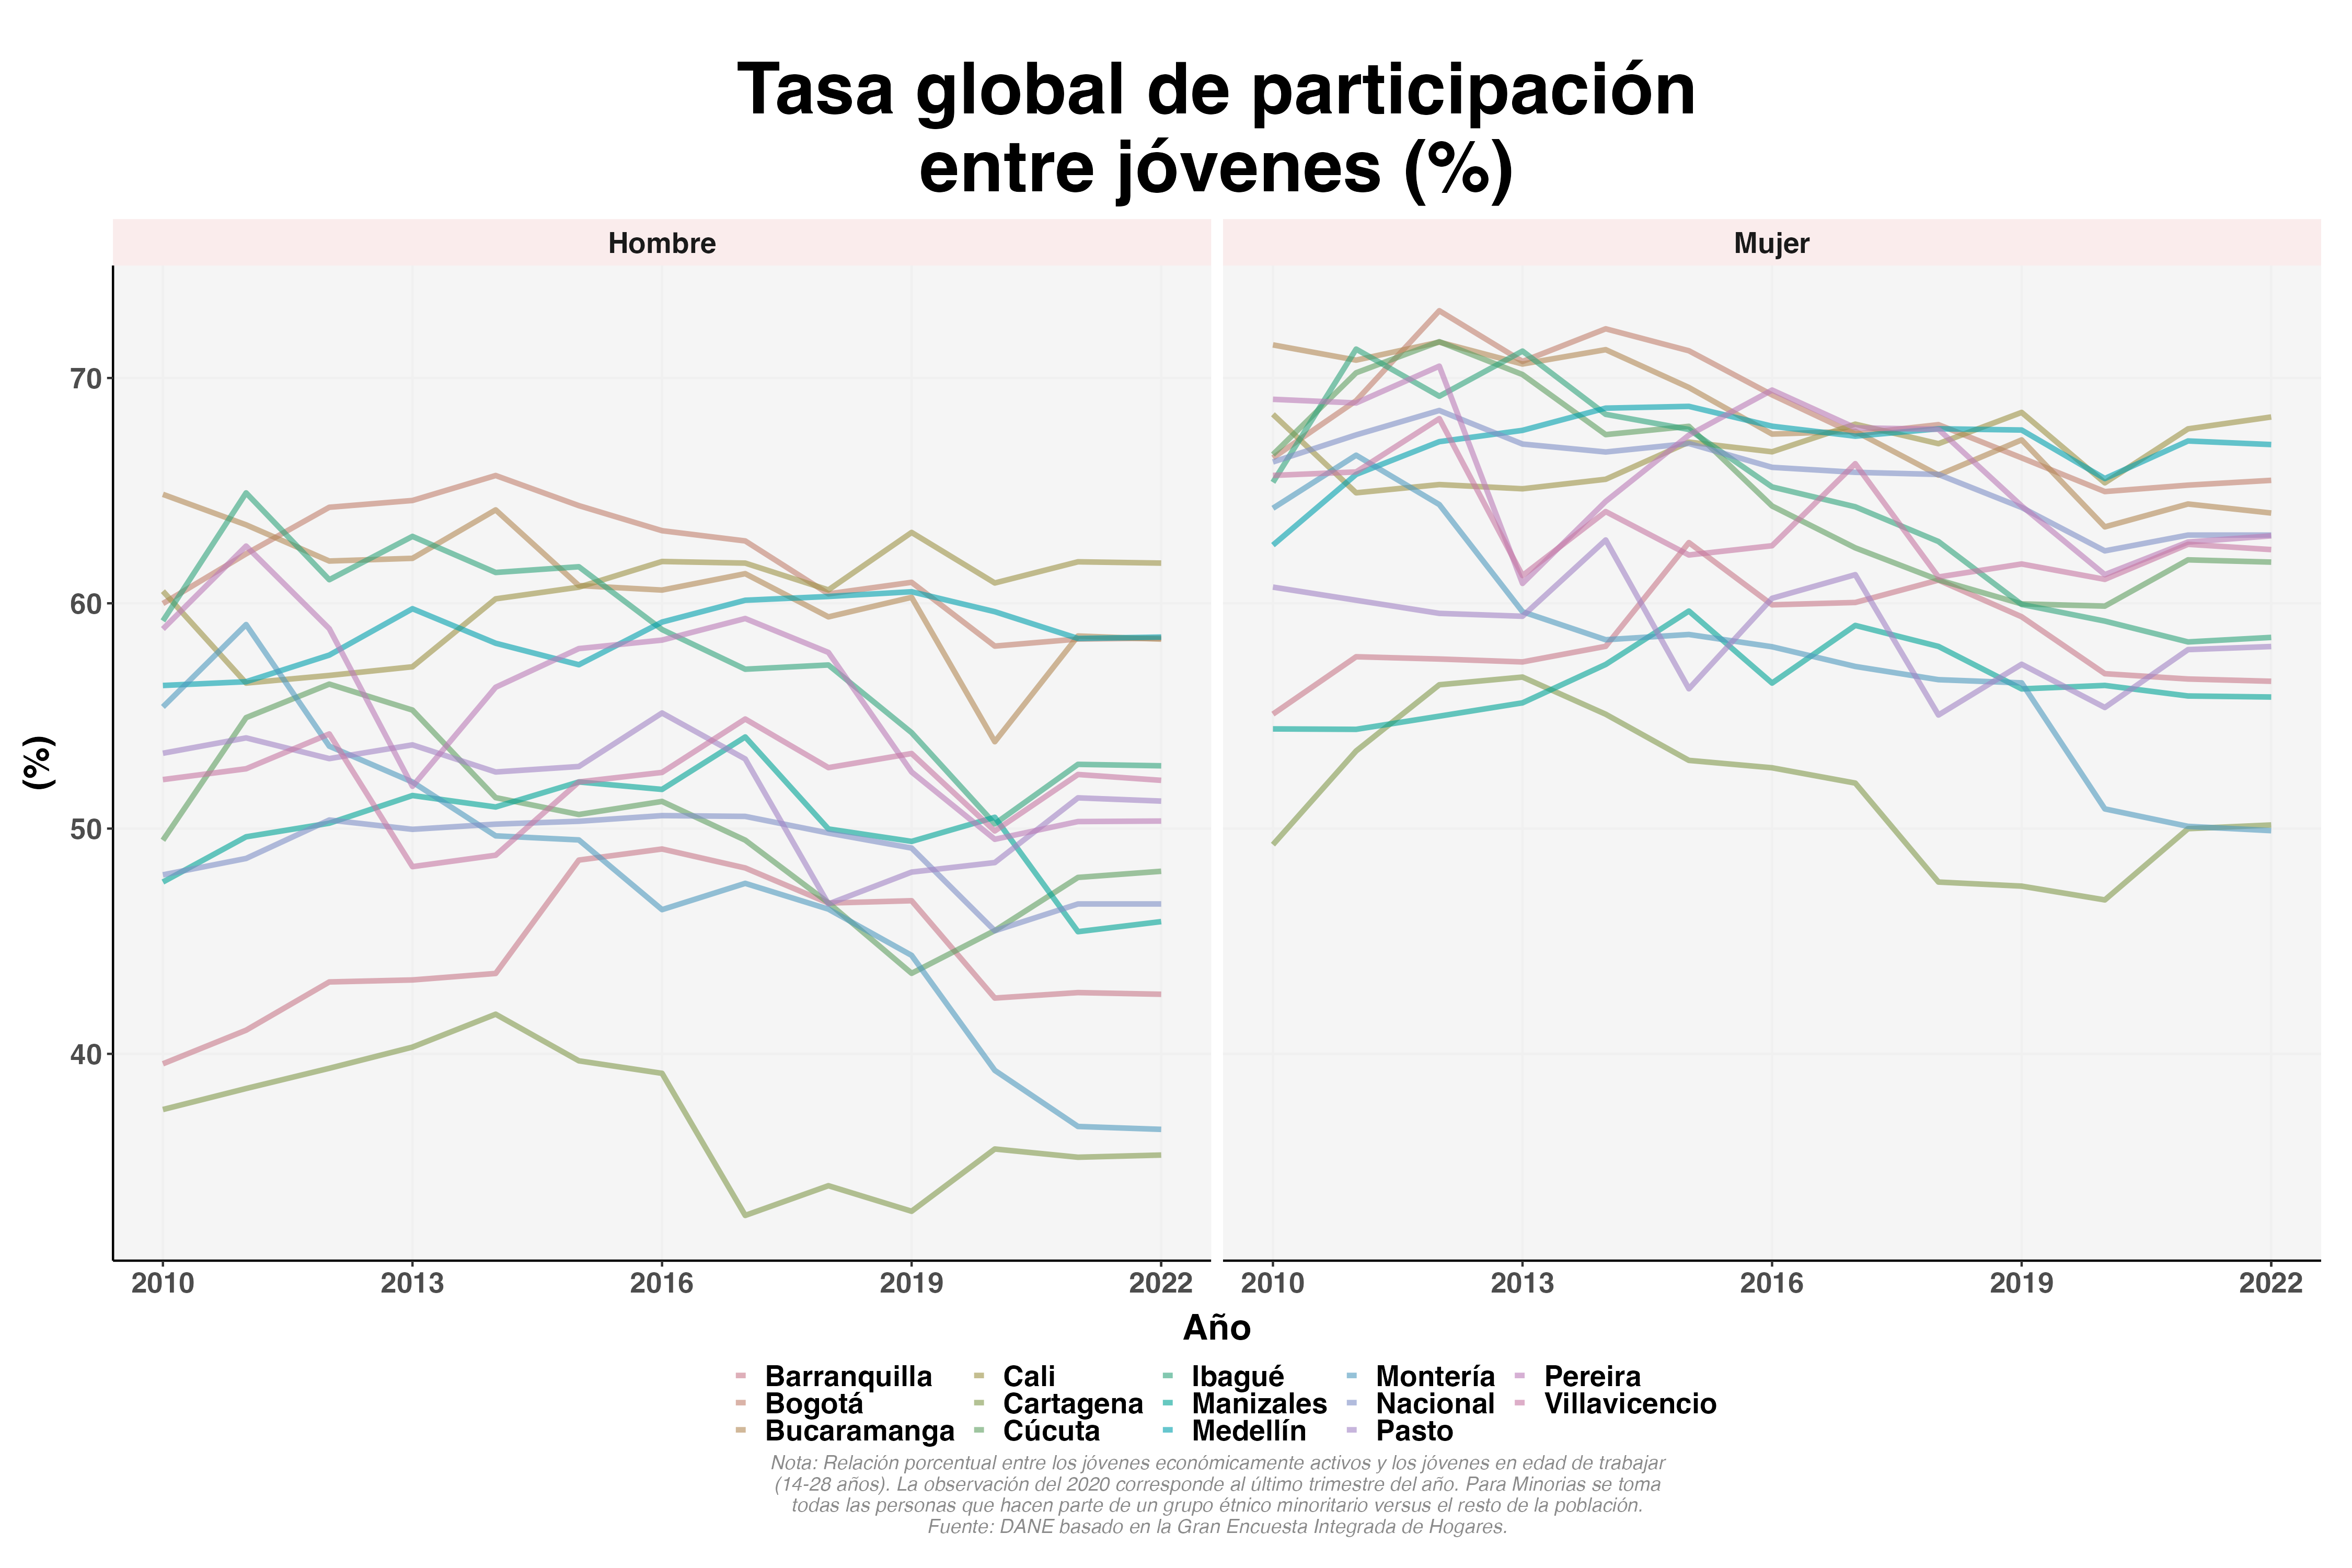 Tasa global de participación
entre jóvenes (%)
Hombre
Mujer
(%)
70
60
50
40
2010 2013 2016 2019 2022
2010 2013 2016 2019 2022
Año
Barranquilla Cali Ibagué Montería Pereira
Bogotá Cartagena Manizales Nacional Villavicencio
Bucaramanga Cúcuta Medellín Pasto
Nota: Relación porcentual entre los jóvenes económicamente activos y los jóvenes en edad de trabajar
(14-28 años). La observación del 2020 corresponde al último trimestre del año. Para Minorias se toma
todas las personas que hacen parte de un grupo étnico minoritario versus el resto de la población.
Fuente: DANE basado en la Gran Encuesta Integrada de Hogares.